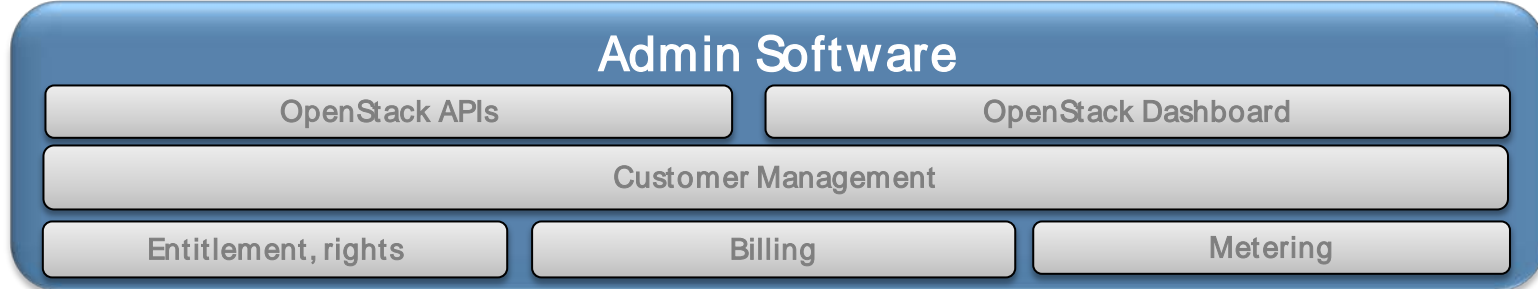 Admin Software
OpenStack APIs
OpenStack Dashboard
Customer Management
Entitlement, rights
Billing
Metering